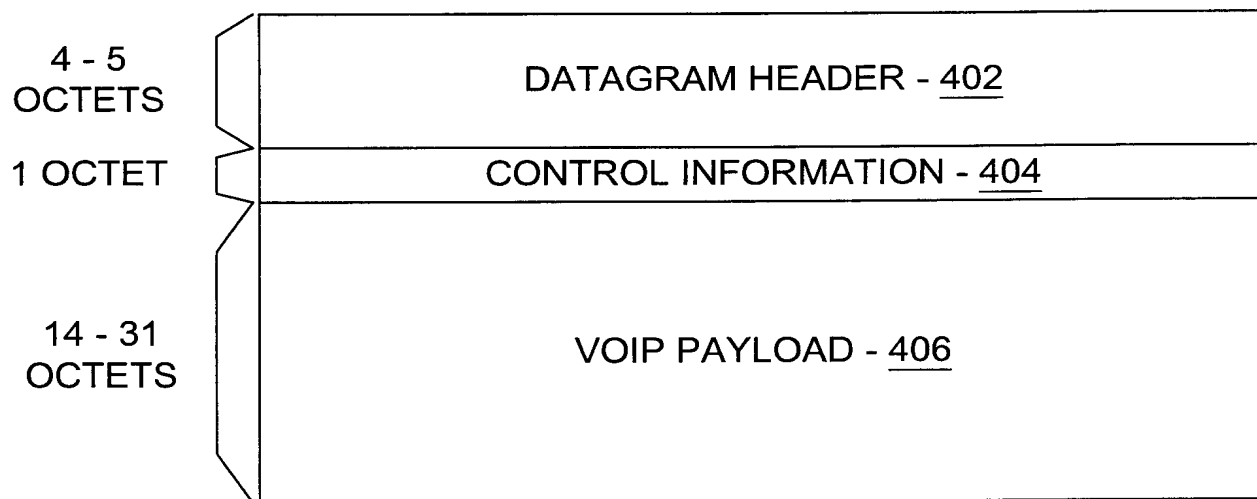 4 - 5
OCTETS
DATAGRAM HEADER - 402
1 OCTET
CONTROL INFORMATION - 404
14 - 31
OCTETS
VOIP PAYLOAD - 406